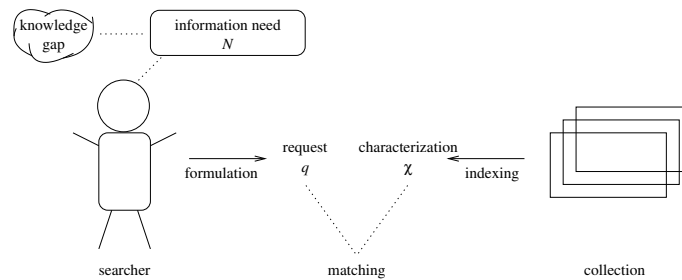 knowledge
gap
information need
N
request
q
characterization
χ
formulation
indexing
searcher
matching
collection